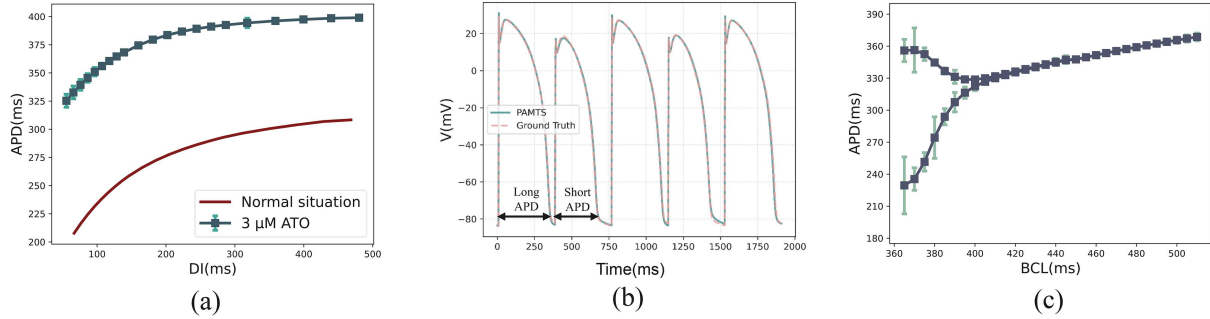 400
375
350
325
300
275
250
225
200
APD(ms)
Normal situation
3 μM ATO
100
200
300
400
500
DI(ms)
(a)
20
0
−20
−40
−60
−80
V(mV)
PAMTS
Ground Truth
Long
APD
Short
APD
0
250
500
750
1000
1250
1500
1750
2000
Time(ms)
(b)
390
360
330
300
270
240
210
180
APD(ms)
360
380
400
420
440
460
480
500
BCL(ms)
(c)